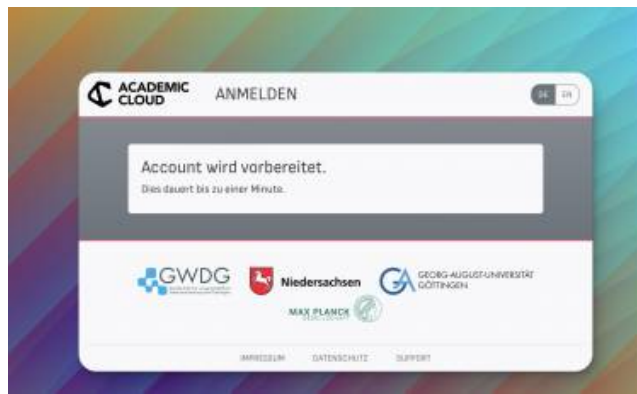 ACADEMIC
CLOUD
ANMELDEN
DE EN
Account wird vorbereitet.
Dies dauert bis zu einer Minute.
GWDG
Niedersachsen
GEORG-AUGUST-UNIVERSITÄT
GÖTTINGEN
MAX PLANCK
IMPRESSUM DATENSCHUTZ SUPPORT